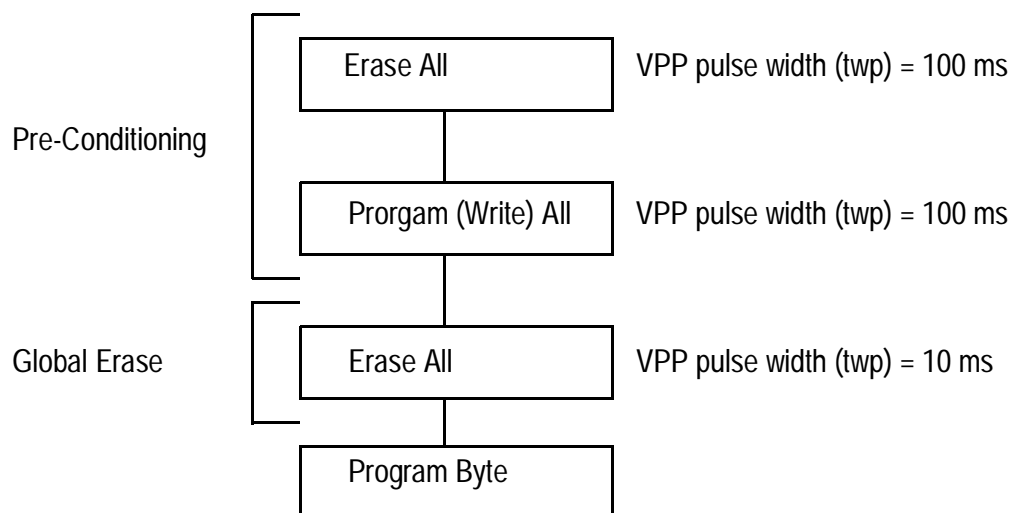 Erase All VPP pulse width (twp) = 100 ms
Pre-Conditioning
Prorgam (Write) All VPP pulse width (twp) = 100 ms
Global Erase Erase All VPP pulse width (twp) = 10 ms
Program Byte